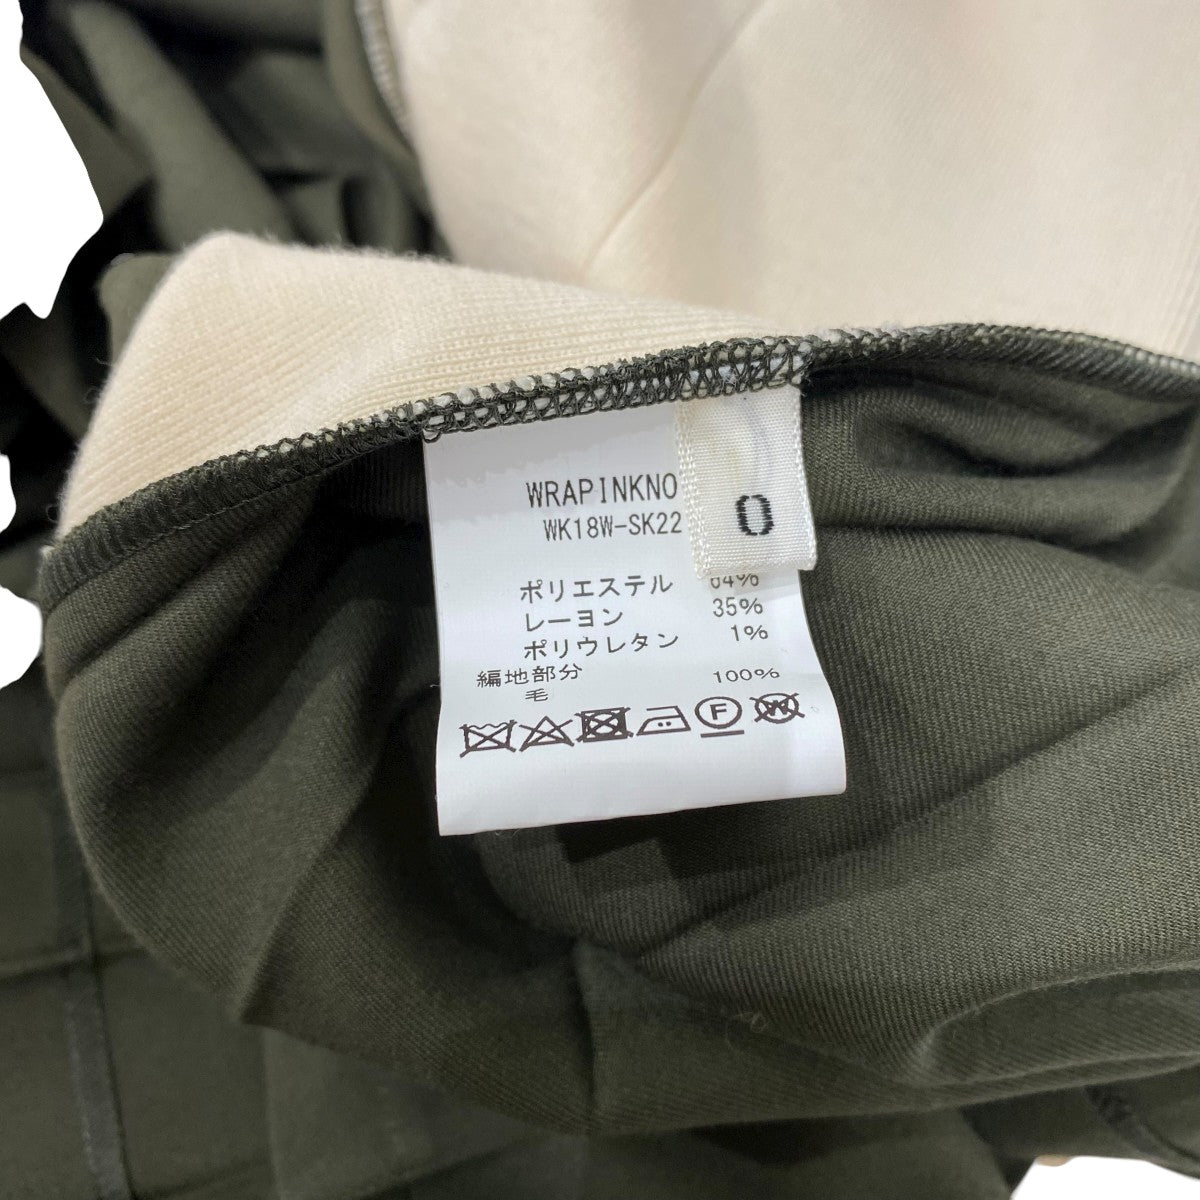 WRAPINKNO
WK18W-SK22
0
ポリエステル 64%
レーヨン 35%
ポリウレタン 1%
編地部分
毛 100%
F
W